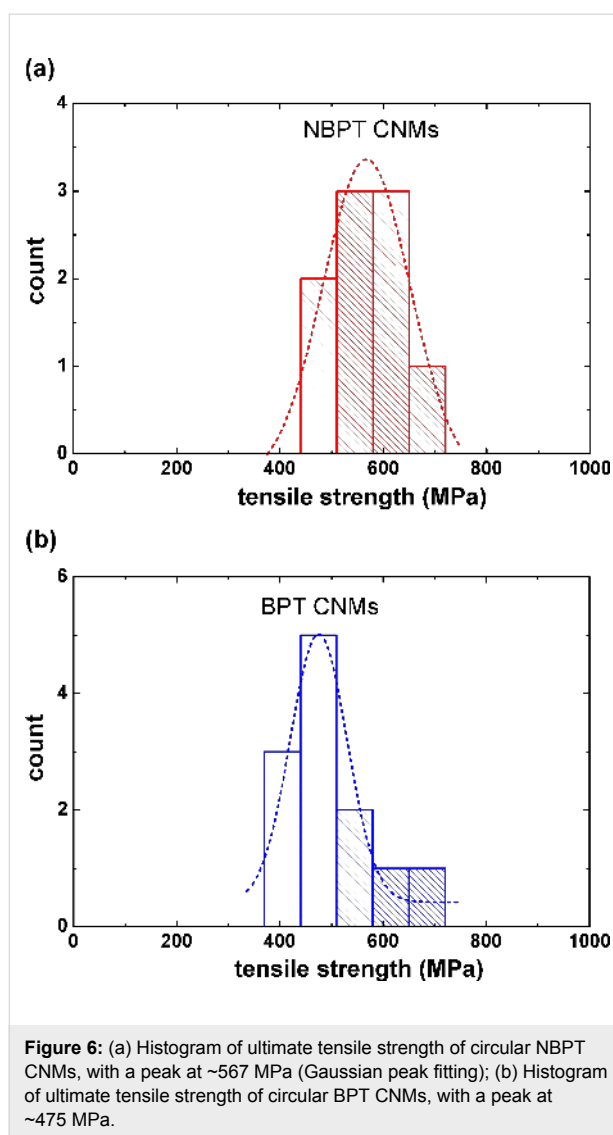 (a)
NBPT CNMs
4
3
2
1
0
count
0 200 400 600 800 1000
tensile strength (MPa)
(b)
BPT CNMs
6
4
2
0
count
0 200 400 600 800 1000
tensile strength (MPa)
Figure 6: (a) Histogram of ultimate tensile strength of circular NBPT
CNMs, with a peak at ~567 MPa (Gaussian peak fitting); (b) Histogram
of ultimate tensile strength of circular BPT CNMs, with a peak at
~475 MPa.